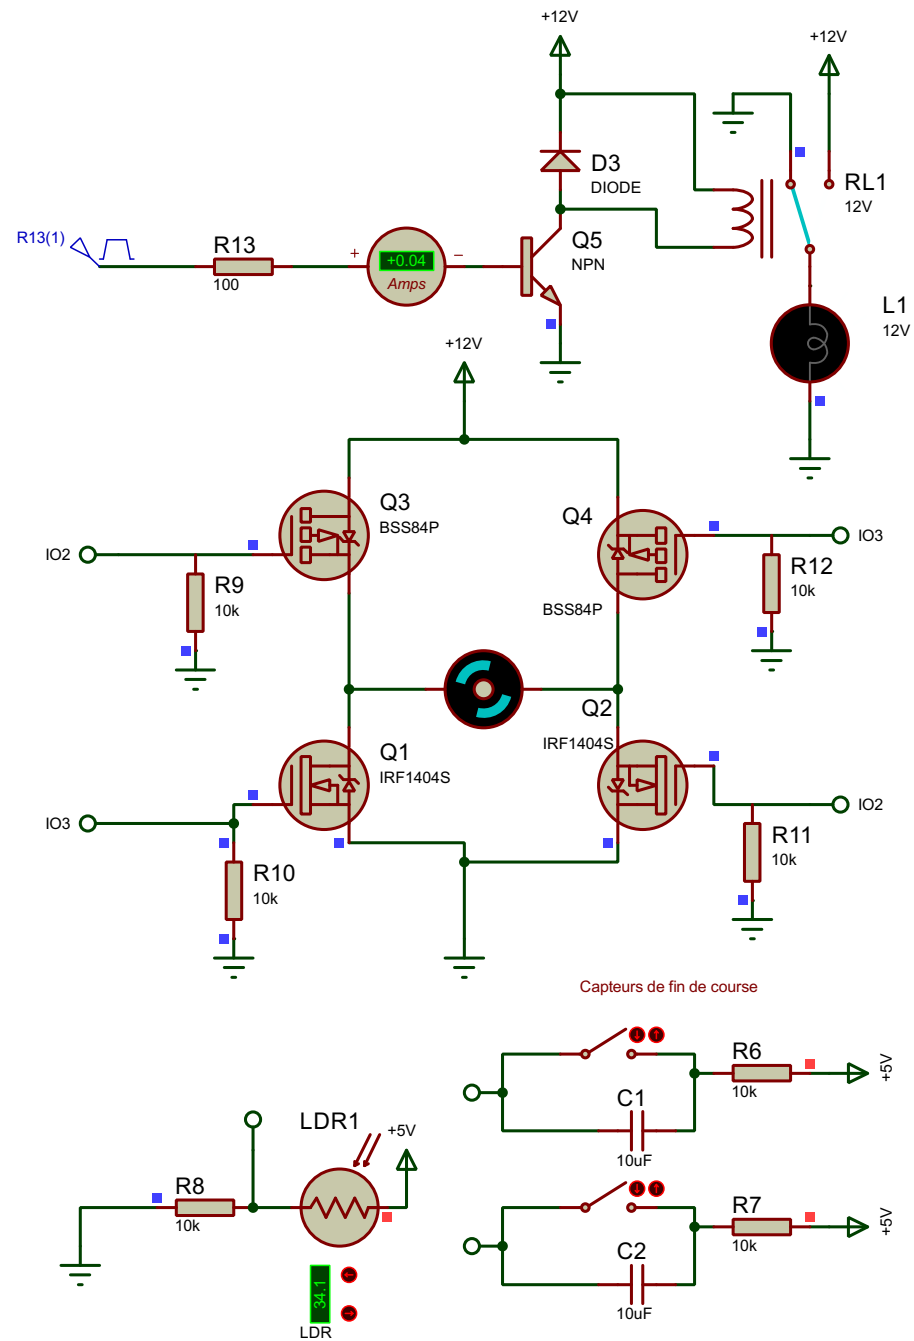 +12V
+12V
D3
DIODE
RL1
12V
R13(1)
R13
100
+
+0.04
Amps
−
Q5
NPN
L1
12V
+12V
Q3
BSS84P
Q4
BSS84P
IO2
IO3
R9
10k
R12
10k
Q2
IRF1404S
Q1
IRF1404S
IO3
IO2
R10
10k
R11
10k
Capteurs de fin de course
R6
10k
+5V
C1
10uF
LDR1
+5V
R8
10k
R7
10k
+5V
C2
10uF
34.1
LDR